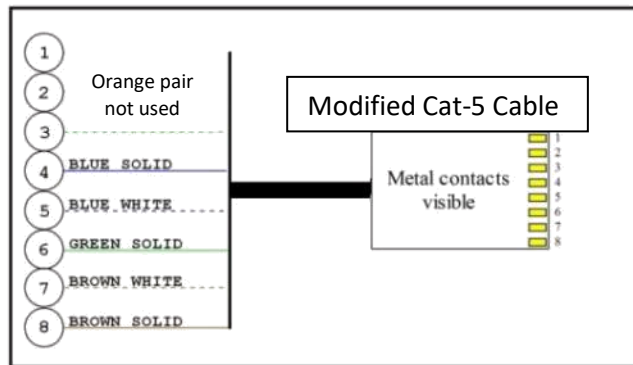 1
2
Orange pair
not used
3
4 BLUE SOLID
5 BLUE WHITE
6 GREEN SOLID
7 BROWN WHITE
8 BROWN SOLID
Modified Cat-5 Cable
Metal contacts
visible
1
2
3
4
5
6
7
8